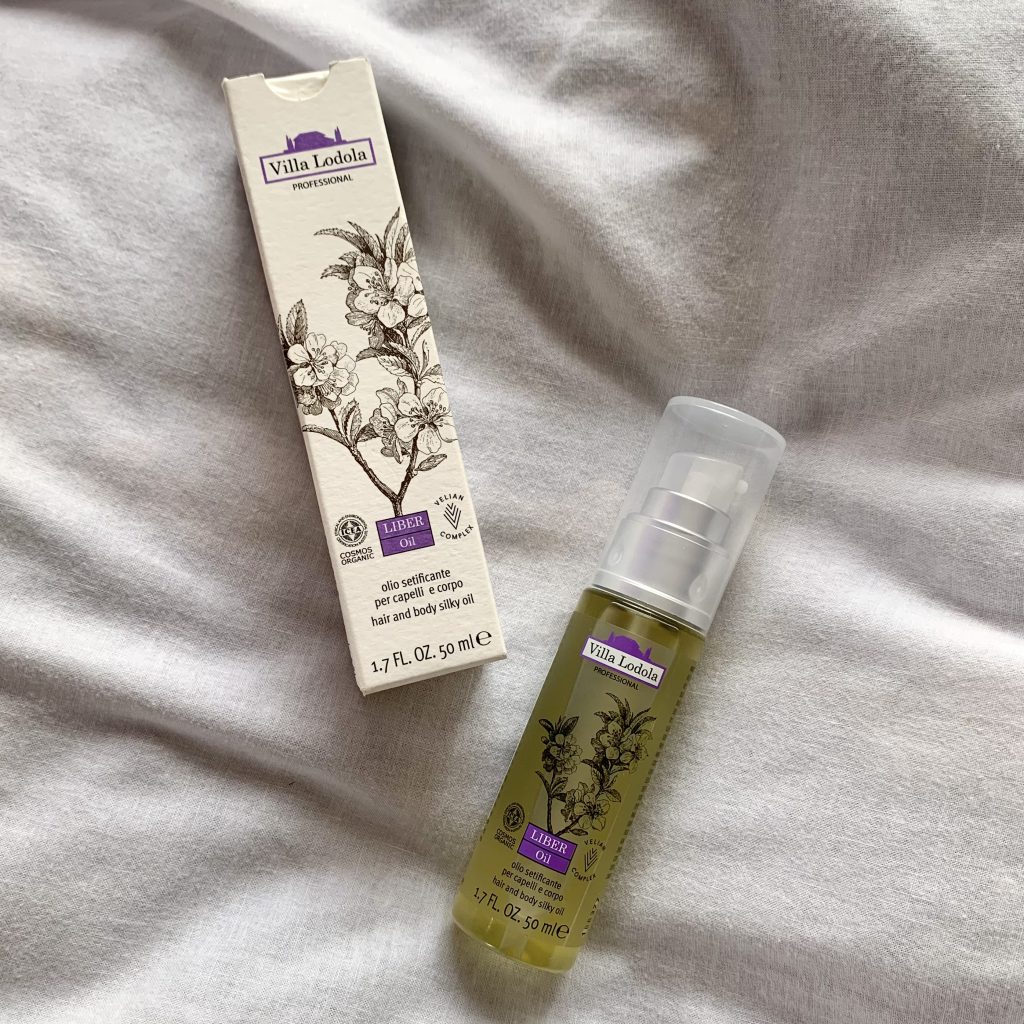 Villa Lodola
PROFESSIONAL
ICEA
COSMOS
ORGANIC
LIBER
Oil
VELIAN
COMPLEX
olio setificante
per capelli e corpo
hair and body silky oil
1.7 FL. OZ. 50 ml e
Villa Lodola
PROFESSIONAL
COSMOS
ORGANIC
LIBER
Oil
VELIAN
COMPLEX
olio setificante
per capelli e corpo
hair and body silky oil
1.7 FL. OZ. 50 ml e